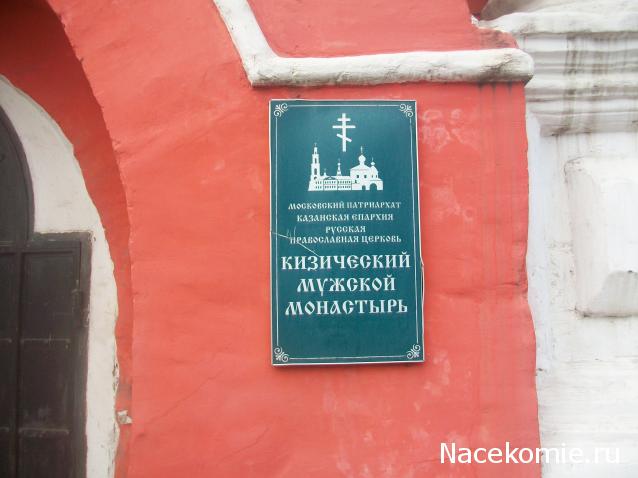 МОСКОВСКИЙ ПАТРИАРХАТ
КАЗАНСКАЯ ЕПАРХИЯ
РУССКАЯ
ПРАВОСЛАВНАЯ ЦЕРКОВЬ
КИЗИЧЕСКИЙ
МУЖСКОЙ
МОНАСТЫРЬ
Nacekomie.ru